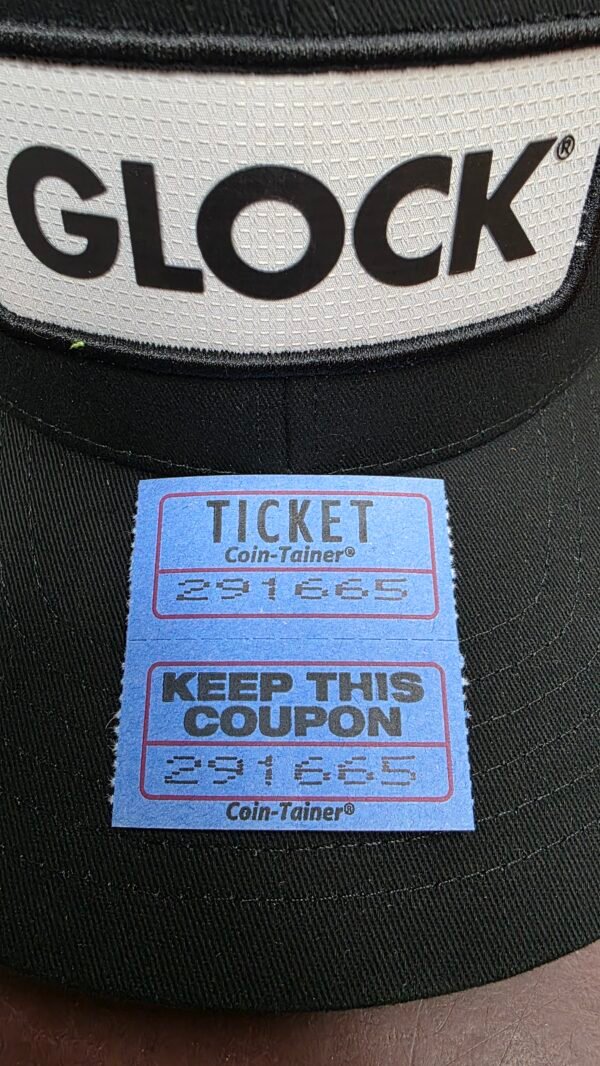 GLOCK®
TICKET
Coin-Tainer®
291665
KEEP THIS
COUPON
291665
Coin-Tainer®